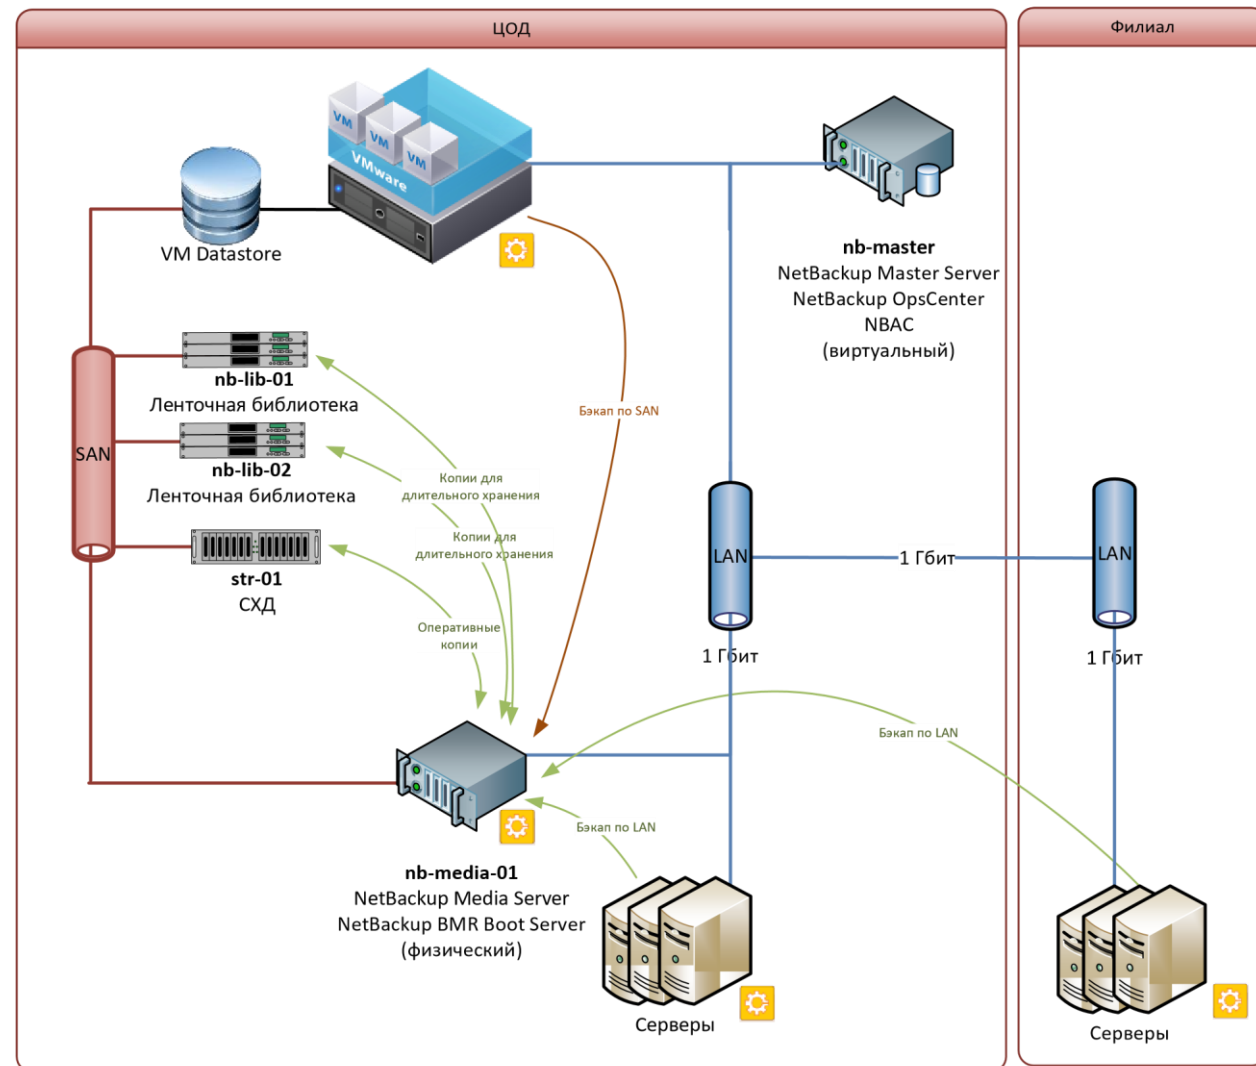 ЦОД
Филиал
VM
VM
VM
VMware
VM Datastore
nb-master
NetBackup Master Server
NetBackup OpsCenter
NBAC
(виртуальный)
nb-lib-01
Ленточная библиотека
nb-lib-02
Ленточная библиотека
SAN
str-01
СХД
Бэкап по SAN
Копии для
длительного хранения
Копии для
длительного хранения
Оперативные
копии
LAN
1 Гбит
LAN
1 Гбит
1 Гбит
Бэкап по LAN
Бэкап по LAN
nb-media-01
NetBackup Media Server
NetBackup BMR Boot Server
(физический)
Серверы
Серверы